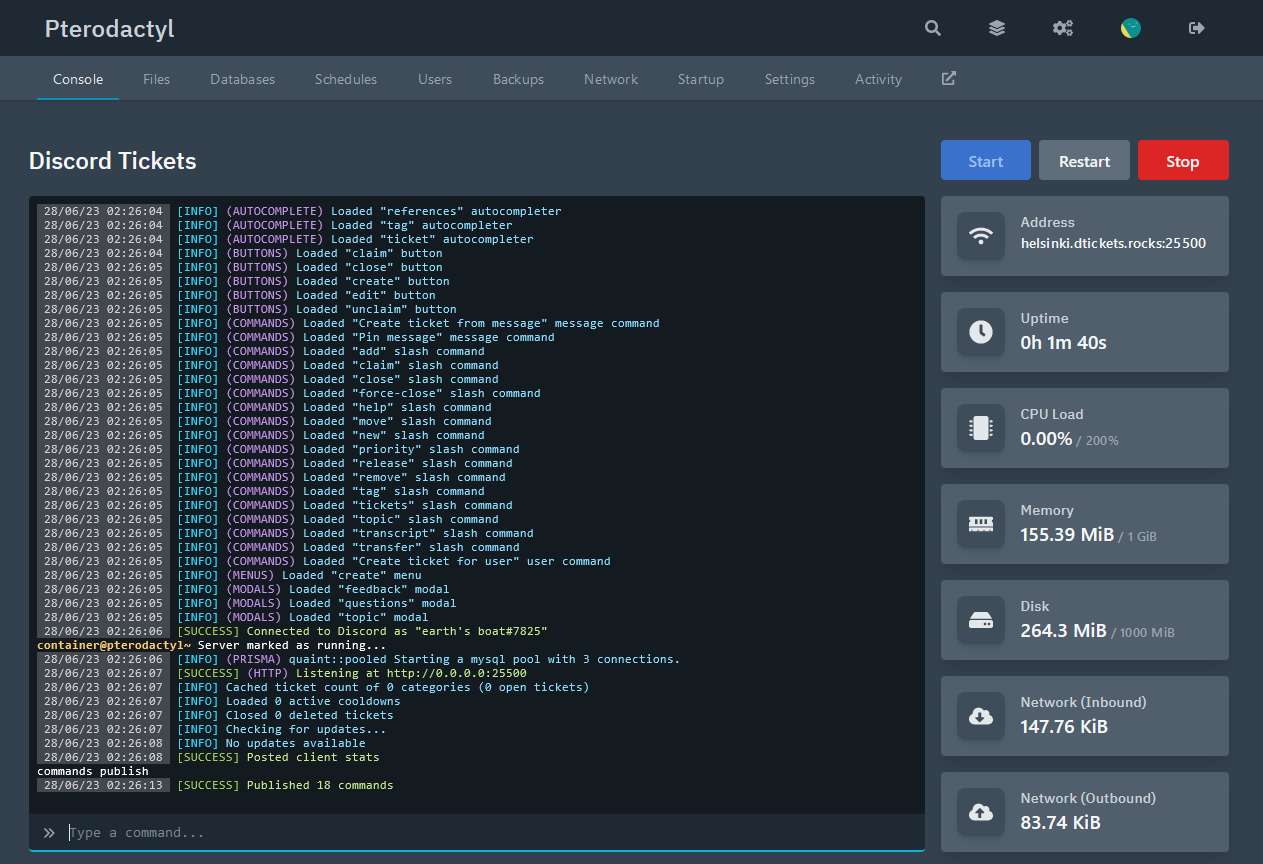 Pterodactyl
Console Files Databases Schedules Users Backups Network Startup Settings Activity
Discord Tickets
Start Restart Stop
28/06/23 02:26:04 [INFO] (AUTOCOMPLETE) Loaded "references" autocompleter
28/06/23 02:26:04 [INFO] (AUTOCOMPLETE) Loaded "tag" autocompleter
28/06/23 02:26:04 [INFO] (AUTOCOMPLETE) Loaded "ticket" autocompleter
28/06/23 02:26:04 [INFO] (BUTTONS) Loaded "claim" button
28/06/23 02:26:05 [INFO] (BUTTONS) Loaded "close" button
28/06/23 02:26:05 [INFO] (BUTTONS) Loaded "create" button
28/06/23 02:26:05 [INFO] (BUTTONS) Loaded "edit" button
28/06/23 02:26:05 [INFO] (BUTTONS) Loaded "unclaim" button
28/06/23 02:26:05 [INFO] (COMMANDS) Loaded "Create ticket from message" message command
28/06/23 02:26:05 [INFO] (COMMANDS) Loaded "Pin message" message command
28/06/23 02:26:05 [INFO] (COMMANDS) Loaded "add" slash command
28/06/23 02:26:05 [INFO] (COMMANDS) Loaded "claim" slash command
28/06/23 02:26:05 [INFO] (COMMANDS) Loaded "close" slash command
28/06/23 02:26:05 [INFO] (COMMANDS) Loaded "force-close" slash command
28/06/23 02:26:05 [INFO] (COMMANDS) Loaded "help" slash command
28/06/23 02:26:05 [INFO] (COMMANDS) Loaded "move" slash command
28/06/23 02:26:05 [INFO] (COMMANDS) Loaded "new" slash command
28/06/23 02:26:05 [INFO] (COMMANDS) Loaded "priority" slash command
28/06/23 02:26:05 [INFO] (COMMANDS) Loaded "release" slash command
28/06/23 02:26:05 [INFO] (COMMANDS) Loaded "remove" slash command
28/06/23 02:26:05 [INFO] (COMMANDS) Loaded "tag" slash command
28/06/23 02:26:05 [INFO] (COMMANDS) Loaded "tickets" slash command
28/06/23 02:26:05 [INFO] (COMMANDS) Loaded "topic" slash command
28/06/23 02:26:05 [INFO] (COMMANDS) Loaded "transcript" slash command
28/06/23 02:26:05 [INFO] (COMMANDS) Loaded "transfer" slash command
28/06/23 02:26:05 [INFO] (COMMANDS) Loaded "Create ticket for user" user command
28/06/23 02:26:05 [INFO] (MENUS) Loaded "create" menu
28/06/23 02:26:05 [INFO] (MODALS) Loaded "feedback" modal
28/06/23 02:26:05 [INFO] (MODALS) Loaded "questions" modal
28/06/23 02:26:05 [INFO] (MODALS) Loaded "topic" modal
28/06/23 02:26:06 [SUCCESS] Connected to Discord as "earth's boat#7825"
container@pterodactyl~ Server marked as running...
28/06/23 02:26:06 [INFO] (PRISMA) quaint::pooled Starting a mysql pool with 3 connections.
28/06/23 02:26:07 [SUCCESS] (HTTP) Listening at http://0.0.0.0:25500
28/06/23 02:26:07 [INFO] Cached ticket count of 0 categories (0 open tickets)
28/06/23 02:26:07 [INFO] Loaded 0 active cooldowns
28/06/23 02:26:07 [INFO] Closed 0 deleted tickets
28/06/23 02:26:07 [INFO] Checking for updates...
28/06/23 02:26:08 [INFO] No updates available
28/06/23 02:26:08 [SUCCESS] Posted client stats
commands publish
28/06/23 02:26:13 [SUCCESS] Published 18 commands
Type a command...
Address
helsinki.dtickets.rocks:25500
Uptime
0h 1m 40s
CPU Load
0.00% / 200%
Memory
155.39 MiB / 1 GiB
Disk
264.3 MiB / 1000 MiB
Network (Inbound)
147.76 KiB
Network (Outbound)
83.74 KiB